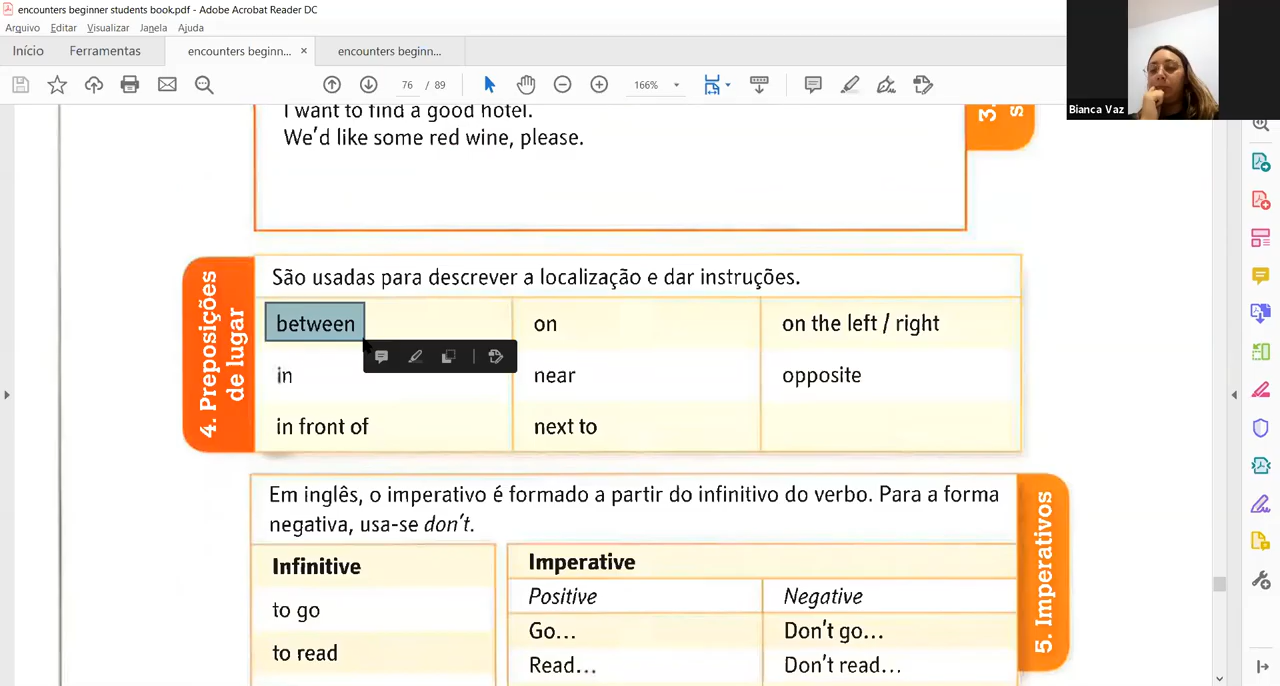 encounters beginner students book.pdf - Adobe Acrobat Reader DC
Arquivo Editar Visualizar Janela Ajuda
Início Ferramentas encounters beginn... × encounters beginn...
76 / 89 166%
Bianca Vaz
I want to find a good hotel.
We'd like some red wine, please.
3.
s
4. Preposições
de lugar
São usadas para descrever a localização e dar instruções.
between on on the left / right
in near opposite
in front of next to
5. Imperativos
Em inglês, o imperativo é formado a partir do infinitivo do verbo. Para a forma
negativa, usa-se don't.
Infinitive Imperative
Positive Negative
to go Go... Don't go...
to read Read... Don't read...